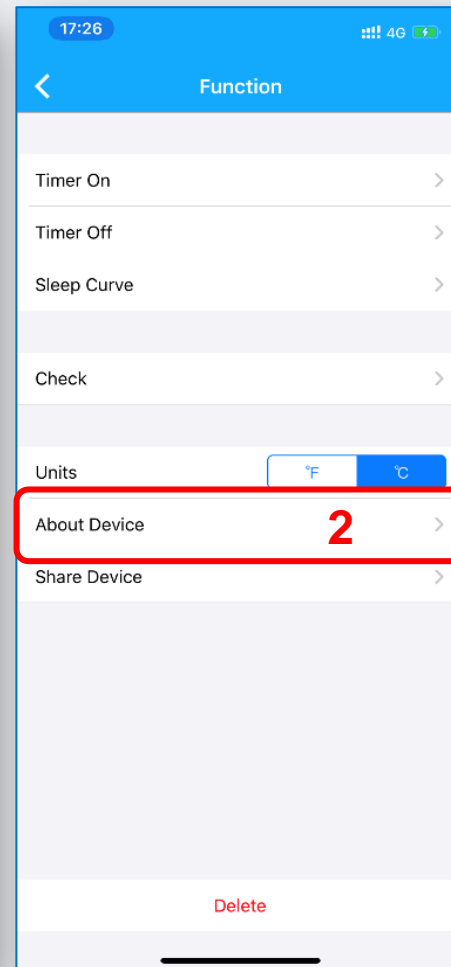 17:26 4G
Function
Timer On
Timer Off
Sleep Curve
Check
Units °F °C
About Device 2
Share Device
Delete